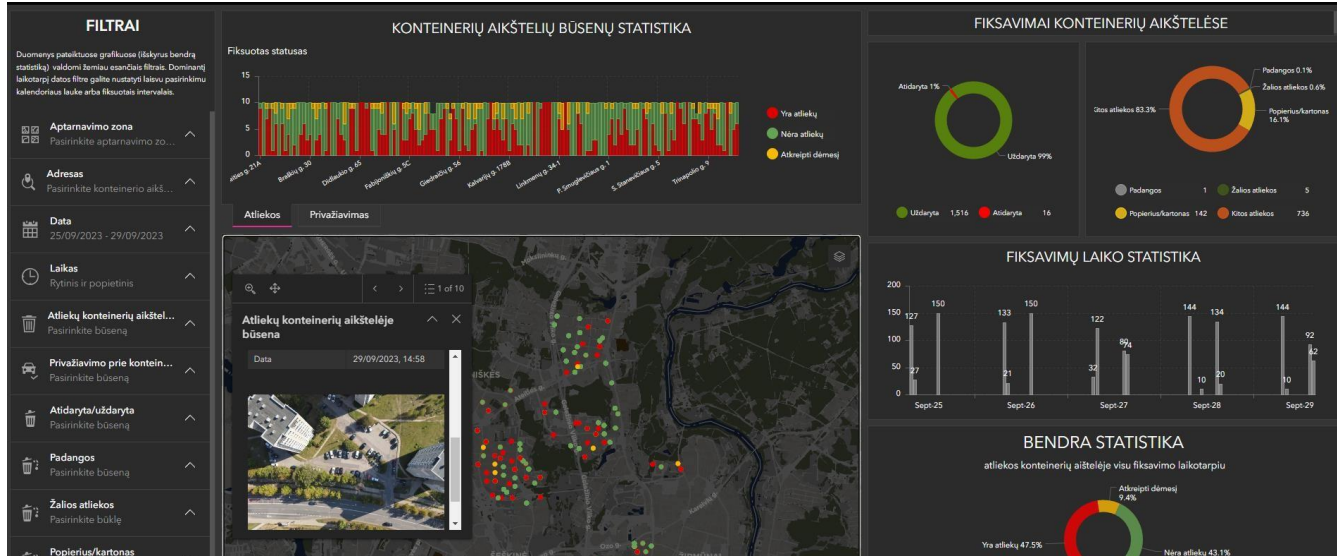 FILTRAI
Duomenys pateiktuose grafikuose (išskyrus bendrą
statistiką) valdomi žemiau esančiais filtrais. Dominantį
laikotarpį datos filtre galite nustatyti laisvu pasirinkimu
kalendoriaus lauke arba fiksuotais intervalais.
Aptarnavimo zona
Pasirinkite aptarnavimo zo...
Adresas
Pasirinkite konteinerio aikš...
Data
25/09/2023 - 29/09/2023
Laikas
Rytinis ir popietinis
Atliekų konteinerių aikštel...
Pasirinkite būseną
Privažiavimo prie kontein...
Pasirinkite būseną
Atidaryta/uždaryta
Pasirinkite būseną
Padangos
Pasirinkite būseną
Žalios atliekos
Pasirinkite būklę
Popierius/kartonas
KONTEINERIŲ AIKŠTELIŲ BŪSENŲ STATISTIKA
Fiksuotas statusas
15
10
5
0
Braškių g. 30
Didlaukio g. 65
Fabijoniškių g. 5C
Giedraičių g. 56
Kalvarijų g. 178B
Linkmenų g. 34-1
P. Smuglevičiaus g. 1
S. Stanevičiaus g. 5
Trinapolio g. 9
Yra atliekų
Nėra atliekų
Atkreipti dėmesį
Atliekos
Privažiavimas
1 of 10
Atliekų konteinerių aikštelėje
būsena
Data 29/09/2023, 14:58
FIKSAVIMAI KONTEINERIŲ AIKŠTELĖSE
Atidaryta 1%
Uždaryta 99%
Uždaryta 1,516 Atidaryta 16
Padangos 0.1%
Žalios atliekos 0.6%
Kitos atliekos 83.3%
Popierius/kartonas
16.1%
Padangos 1 Žalios atliekos 5
Popierius/kartonas 142 Kitos atliekos 736
FIKSAVIMŲ LAIKO STATISTIKA
200
150
100
50
0
127
27
150
133
21
150
32
122
80
74
144
10
134
20
144
10
92
62
Sept-25
Sept-26
Sept-27
Sept-28
Sept-29
BENDRA STATISTIKA
atliekos konteinerių aištelėje visu fiksavimo laikotarpiu
Atkreipti dėmesį
9.4%
Yra atliekų 47.5%
Nėra atliekų 43.1%